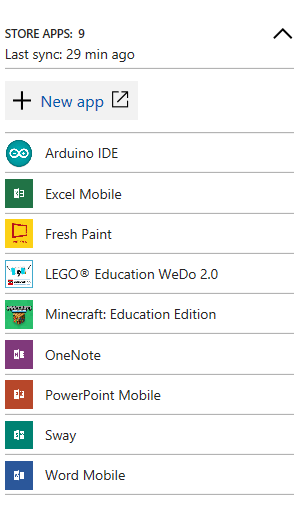 STORE APPS: 9
Last sync: 29 min ago
New app
Arduino IDE
Excel Mobile
Fresh Paint
LEGO® Education WeDo 2.0
Minecraft: Education Edition
OneNote
PowerPoint Mobile
Sway
Word Mobile